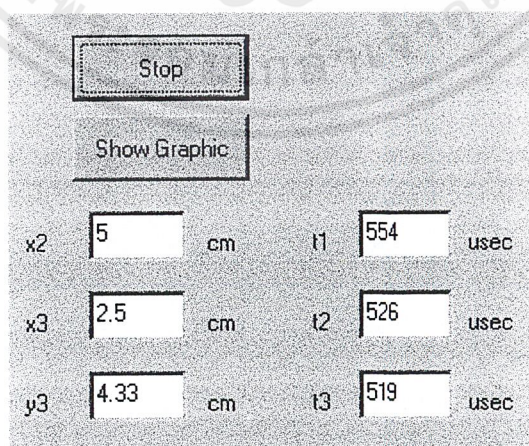 Stop
Show Graphic
x2 5 cm t1 554 usec
x3 2.5 cm t2 526 usec
y3 4.33 cm t3 519 usec